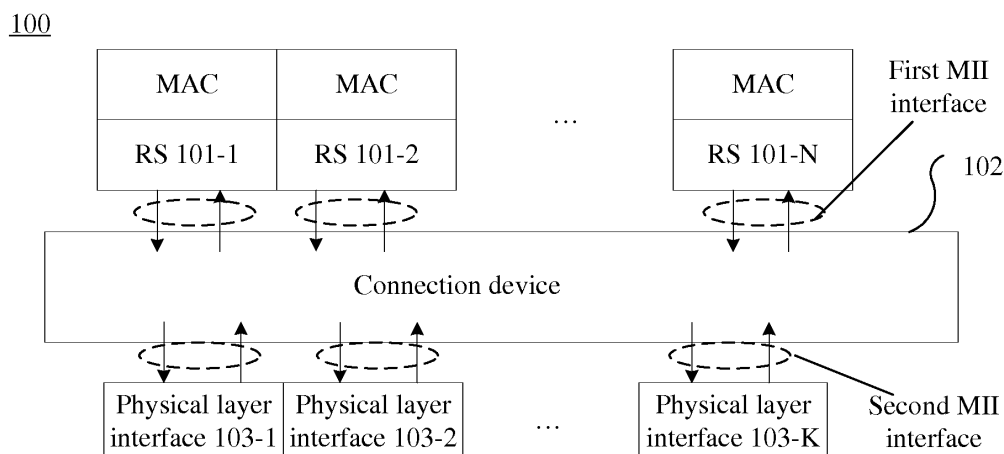 100
MAC MAC MAC
First MII
interface
RS 101-1 RS 101-2 ... RS 101-N
102
Connection device
Physical layer
interface 103-1
Physical layer
interface 103-2
...
Physical layer
interface 103-K
Second MII
interface